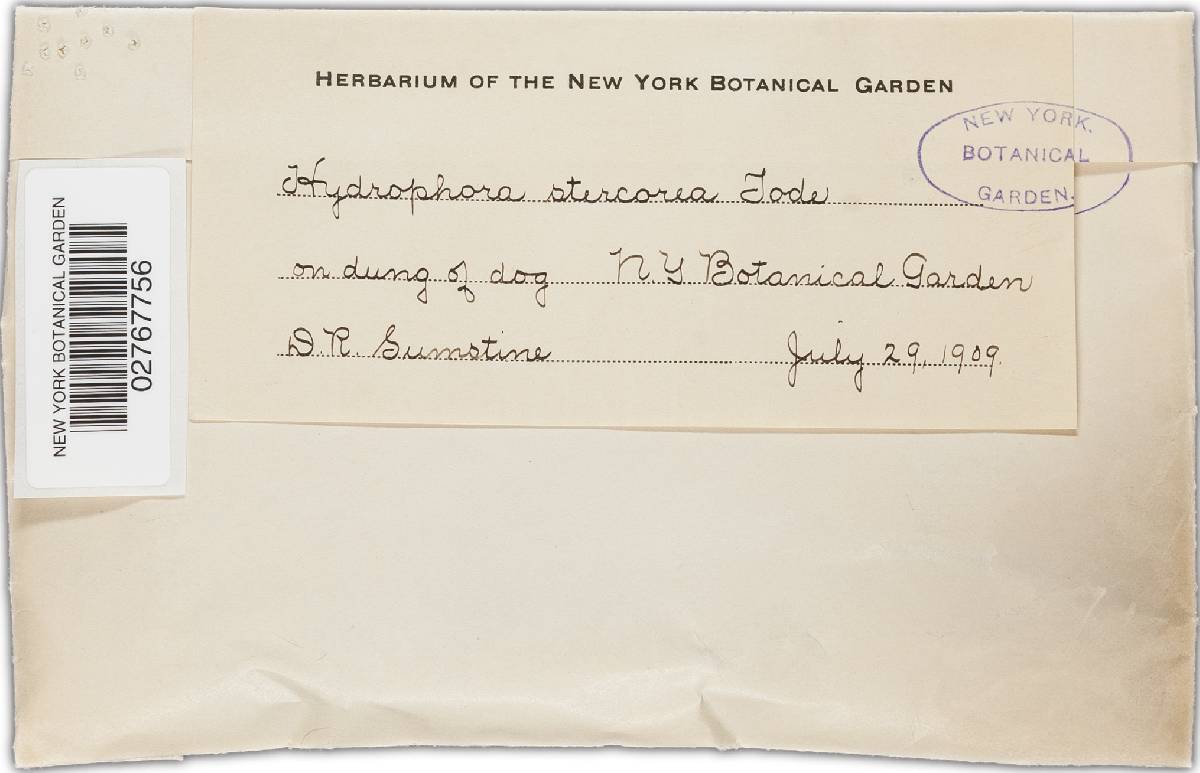 HERBARIUM OF THE NEW YORK BOTANICAL GARDEN
NEW YORK.
BOTANICAL
GARDEN.
Hydrophora stercorea Tode
on dung of dog N.Y Botanical Garden
D.R. Sumstine July 29, 1909.
NEW YORK BOTANICAL GARDEN
02767756